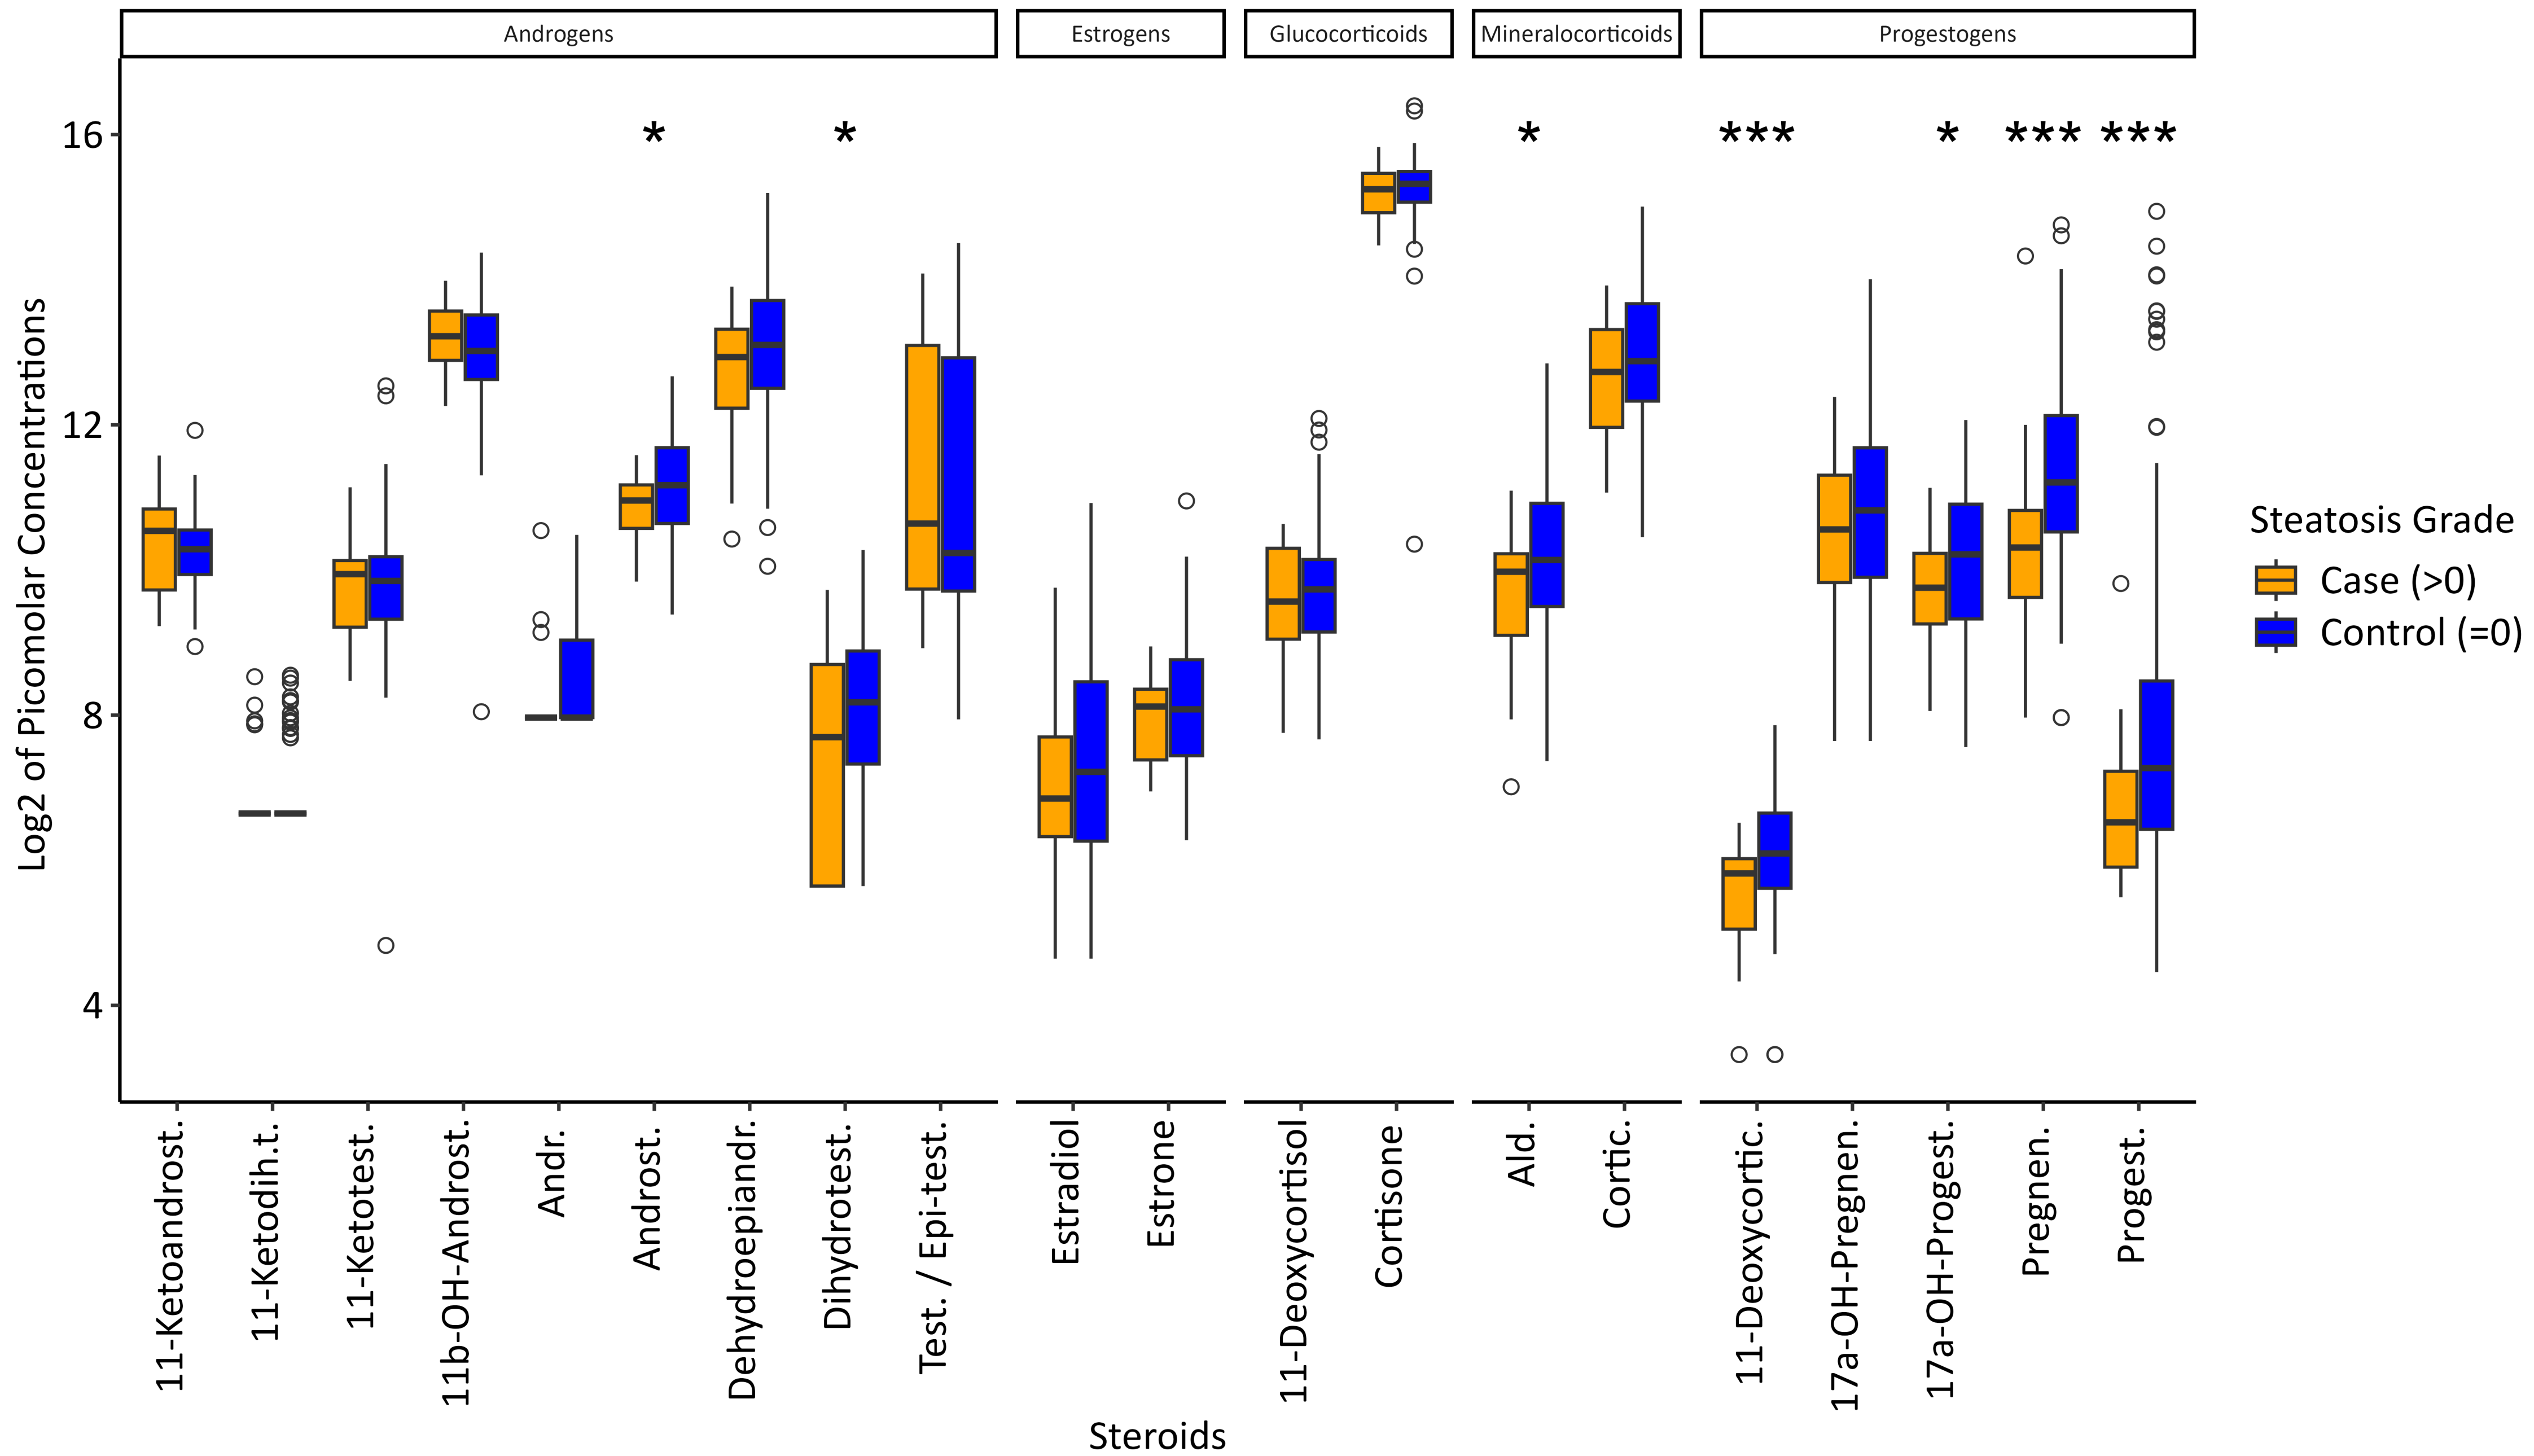 Androgens
Estrogens
Glucocorticoids
Mineralocorticoids
Progestogens
Log2 of Picomolar Concentrations
16
12
8
4
*
*
*
***
*
***
***
11-Ketoandrost.
11-Ketodih.t.
11-Ketotest.
11b-OH-Androst.
Andr.
Androst.
Dehydroepiandr.
Dihydrotest.
Test. / Epi-test.
Estradiol
Estrone
11-Deoxycortisol
Cortisone
Ald.
Cortic.
11-Deoxycortic.
17a-OH-Pregnen.
17a-OH-Progest.
Pregnen.
Progest.
Steroids
Steatosis Grade
Case (>0)
Control (=0)